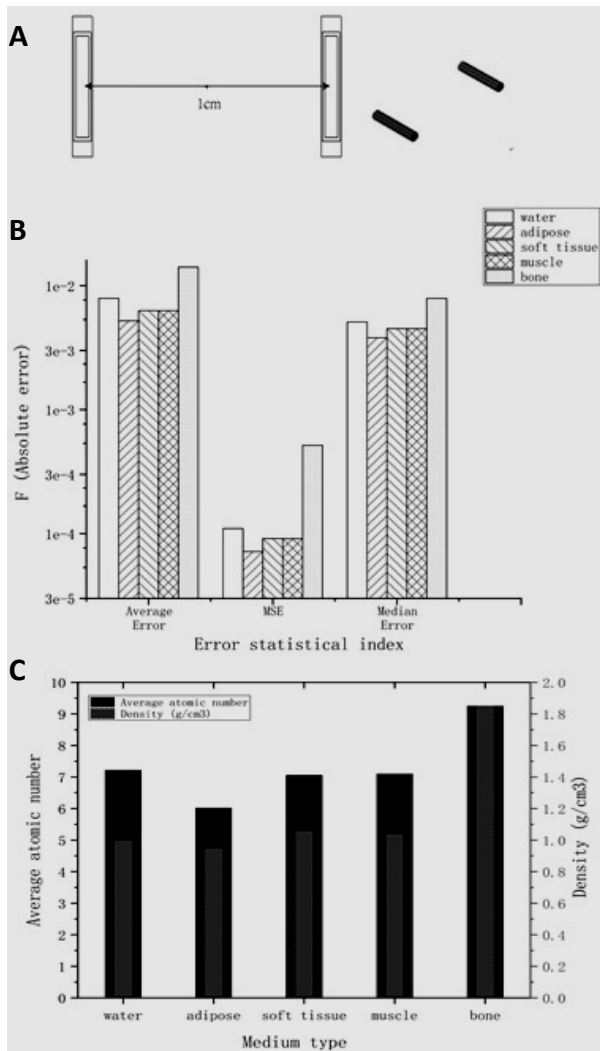 A
1cm
B
water
adipose
soft tissue
muscle
bone
F (Absolute error)
1e-2
3e-3
1e-3
3e-4
1e-4
3e-5
Average Error
MSE
Median Error
Error statistical index
C
Average atomic number
Density (g/cm3)
Average atomic number
10
9
8
7
6
5
4
3
2
1
0
2.0
1.8
1.6
1.4
1.2
1.0
0.8
0.6
0.4
0.2
0.0
Density (g/cm3)
water adipose soft tissue muscle bone
Medium type